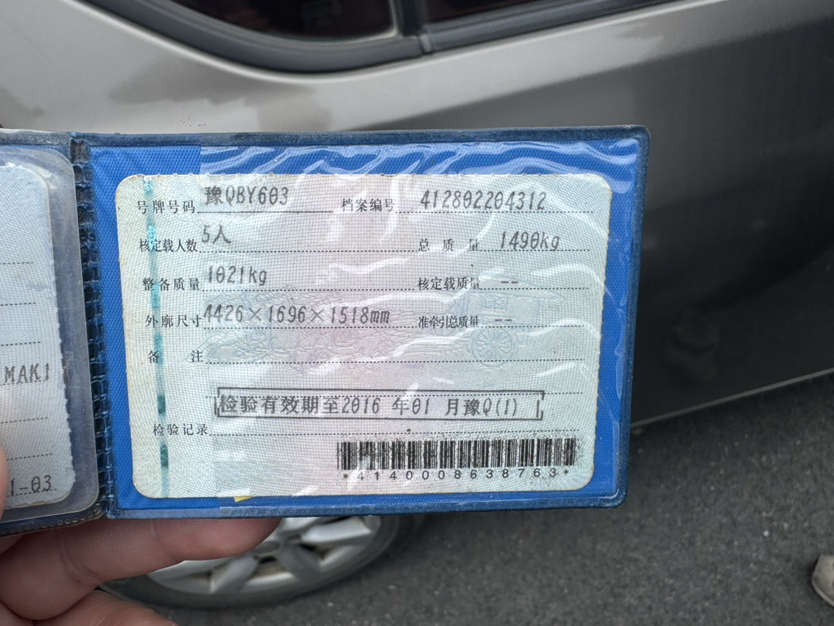 号牌号码 豫QBY603 档案编号 412802204312
核定载人数 5人 总质量 1490kg
整备质量 1021kg 核定载质量 --
外廓尺寸 4426×1696×1518mm 准牵引总质量 --
备注
检验有效期至2016 年01 月豫Q(1)
检验记录
*4140008638763*
MAK1
1-03